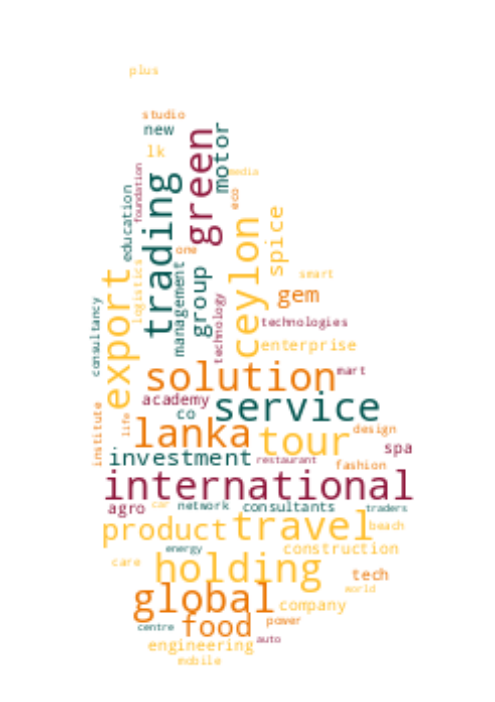 plus
studio
new
lk
green
motor
media
foundation
trading
education
eco
spice
ceylon
one
logistics
management
group
technology
export
smart
gem
consultancy
technologies
enterprise
solution
mart
academy
co
service
institute
life
lanka
tour
design
spa
investment
restaurant
fashion
international
agro
car
network
consultants
traders
product
travel
beach
energy
construction
care
holding
tech
world
global
company
centre
food
power
auto
engineering
mobile